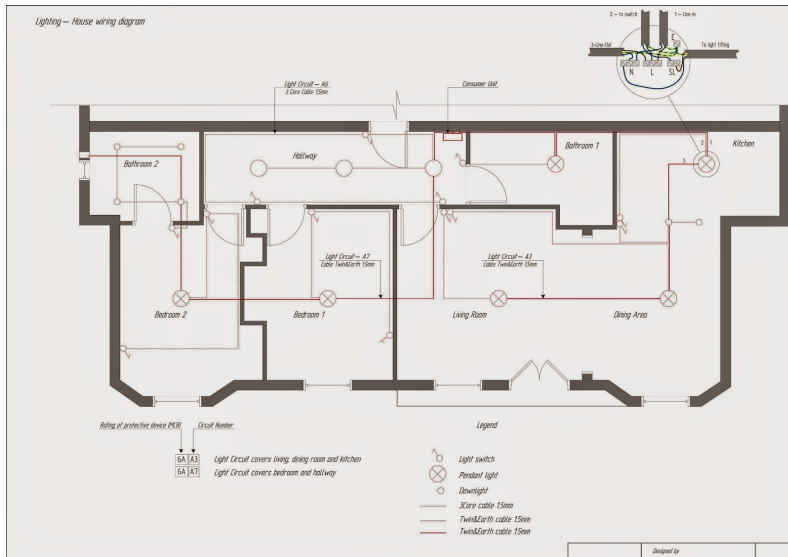 Lighting — House wiring diagram
2 — to switch
1 — Line-In
E
3-Line-Out
To light fitting
N
L
SL
Light Circuit — A6
3 Core Cable 1.5mo
Consumer Unit
Hallway
Bathroom 2
Bathroom 1
2
1
3
Kitchen
Light Circuit — A7
Cable Twin&Earth 1.5mm
Light Circuit — A3
Cable Twin&Earth 1.5mm
Bedroom 2
Bedroom 1
Living Room
Dining Area
Rating of protective device (MCB)
Circuit Number
Legend
6A A3 Light Circuit covers living, dining room and kitchen
6A A7 Light Circuit covers bedroom and hallway
Light switch
Pendant light
Downlight
3Core cable 1.5mm
Twin&Earth cable 1.5mm
Twin&Earth cable 1.5mm
Designed by